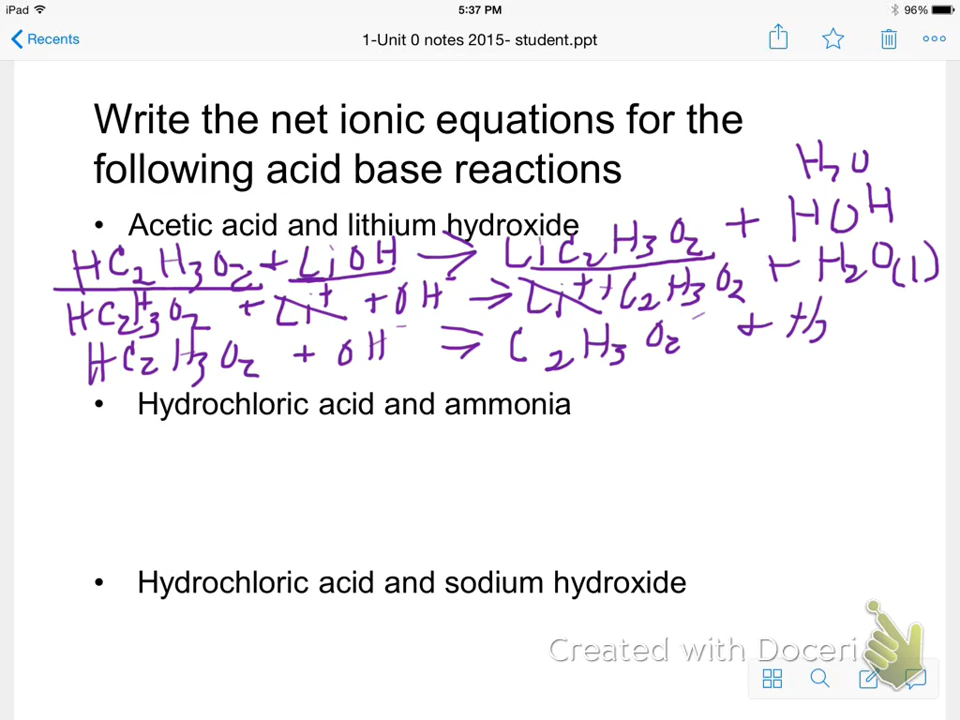 iPad 5:37 PM 96%
Recents 1-Unit 0 notes 2015- student.ppt
Write the net ionic equations for the
following acid base reactions
H2O
• Acetic acid and lithium hydroxide
HC2H3O2 + LiOH → LiC2H3O2 + HOH
HC2H3O2 + Li+ + OH- → Li+ + C2H3O2 + H2O(l)
HC2H3O2 + OH → C2H3O2- + H2
• Hydrochloric acid and ammonia
• Hydrochloric acid and sodium hydroxide
Created with Doceri